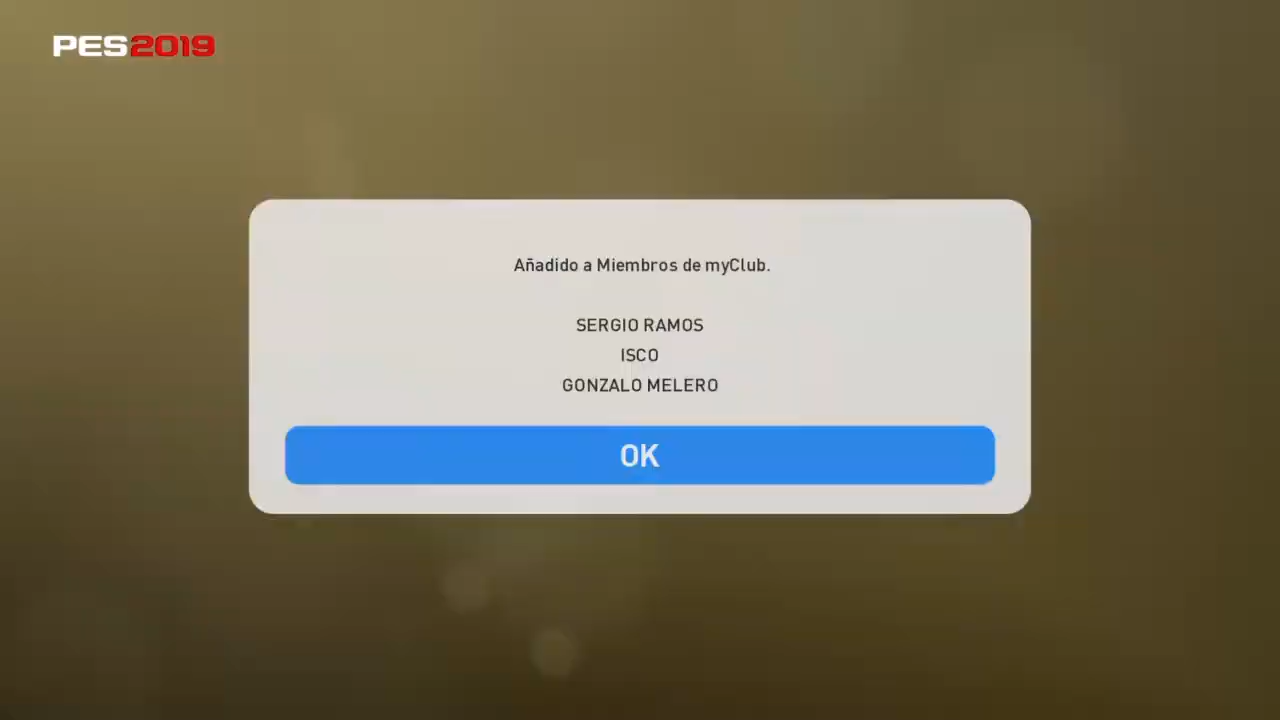 PES2019
Añadido a Miembros de myClub.
SERGIO RAMOS
ISCO
GONZALO MELERO
OK